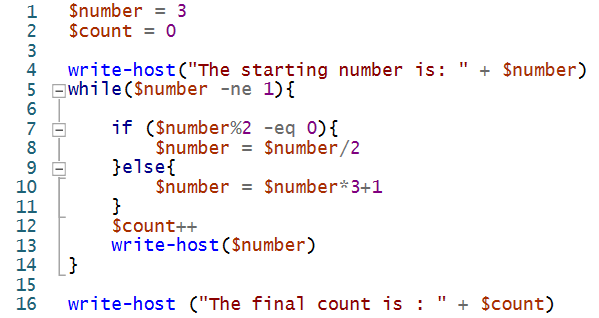 1 $number = 3
2 $count = 0
3
4 write-host("The starting number is: " + $number)
5 while($number -ne 1){
6
7     if ($number%2 -eq 0){
8         $number = $number/2
9     }else{
10         $number = $number*3+1
11     }
12     $count++
13     write-host($number)
14 }
15
16 write-host ("The final count is : " + $count)